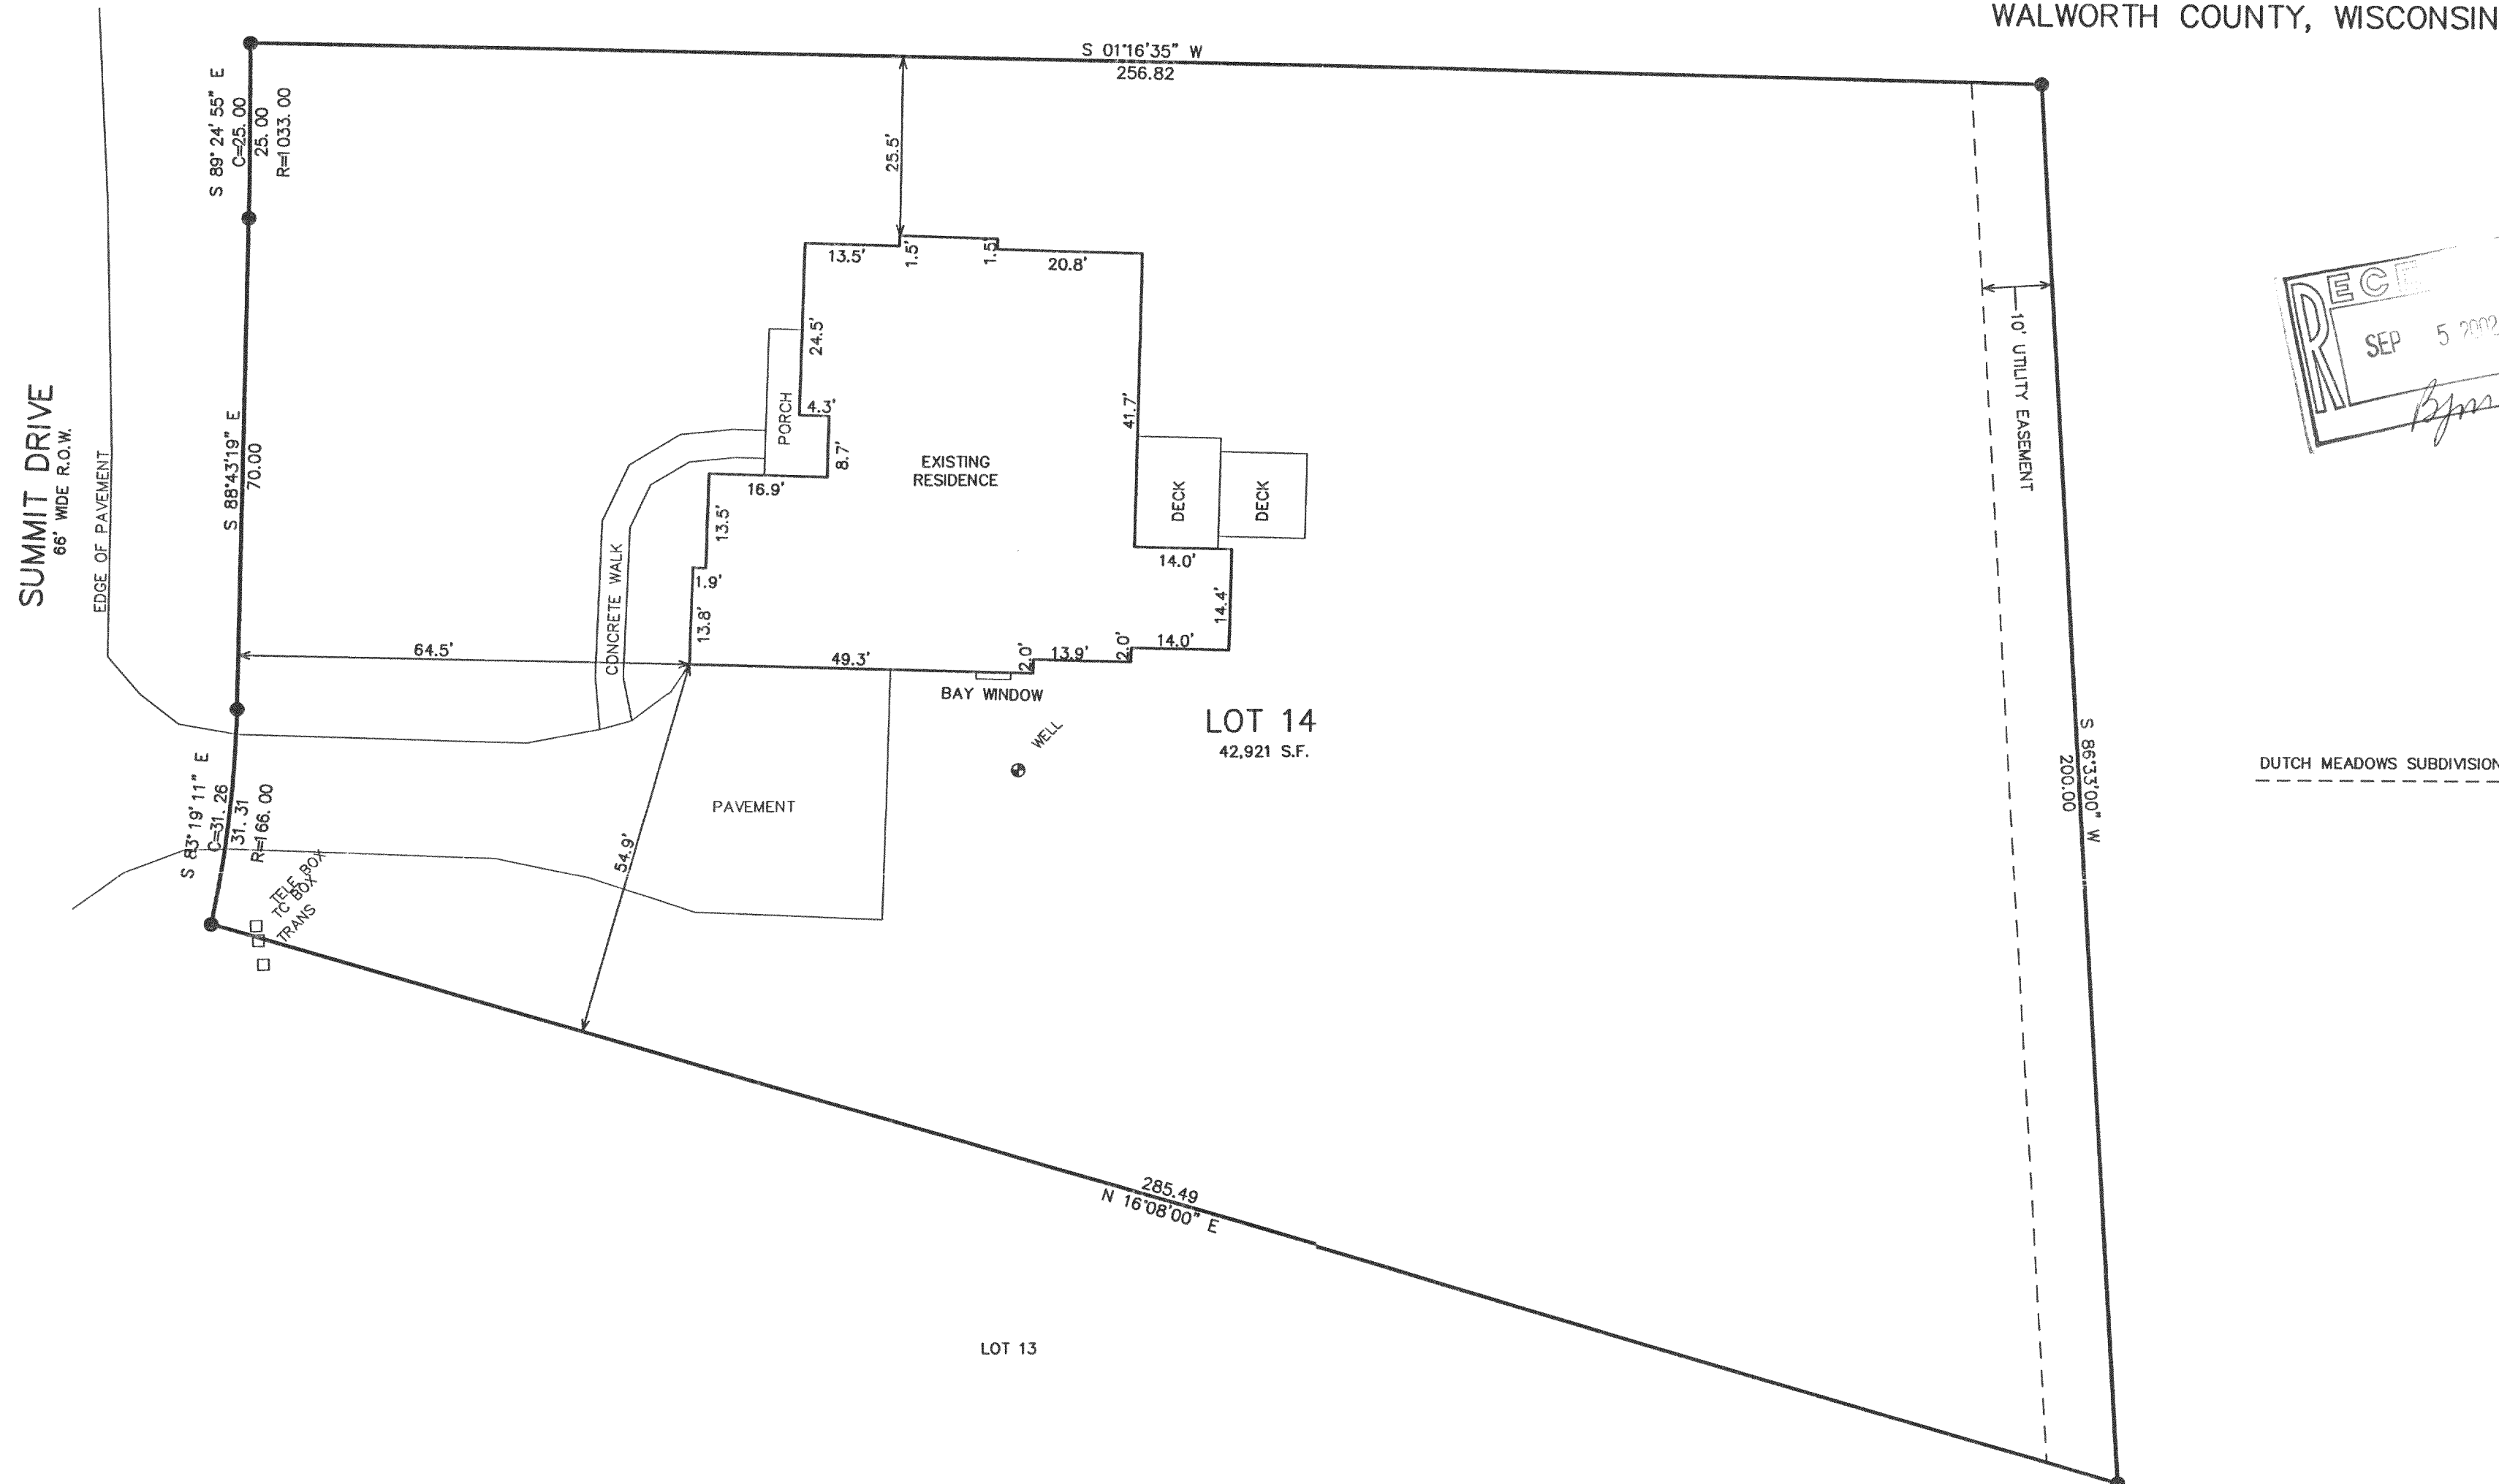 WALWORTH COUNTY, WISCONSIN
S 01°16'35" W
256.82
S 89°24'55" E
C=25.00
25.00
R=1033.00
25.5'
13.5'
1.5'
1.5'
20.8'
SEP 5 2002
24.5'
10' UTILITY EASEMENT
PORCH
4.3'
41.7'
8.7'
SUMMIT DRIVE
66' WIDE R.O.W.
EDGE OF PAVEMENT
S 88°43'19" E
70.00
EXISTING
RESIDENCE
16.9'
DECK
DECK
13.5'
14.0'
CONCRETE WALK
1.9'
13.8'
14.4'
64.5'
49.3'
2.0'
13.9'
2.0'
14.0'
BAY WINDOW
WELL
LOT 14
42,921 S.F.
S 86°33'00" W
200.00
DUTCH MEADOWS SUBDIVISION
S 83°19'11" E
C=31.26
31.31
R=166.00
PAVEMENT
54.9'
TELE BOX
TC BOX
TRANS
285.49
N 16°08'00" E
LOT 13